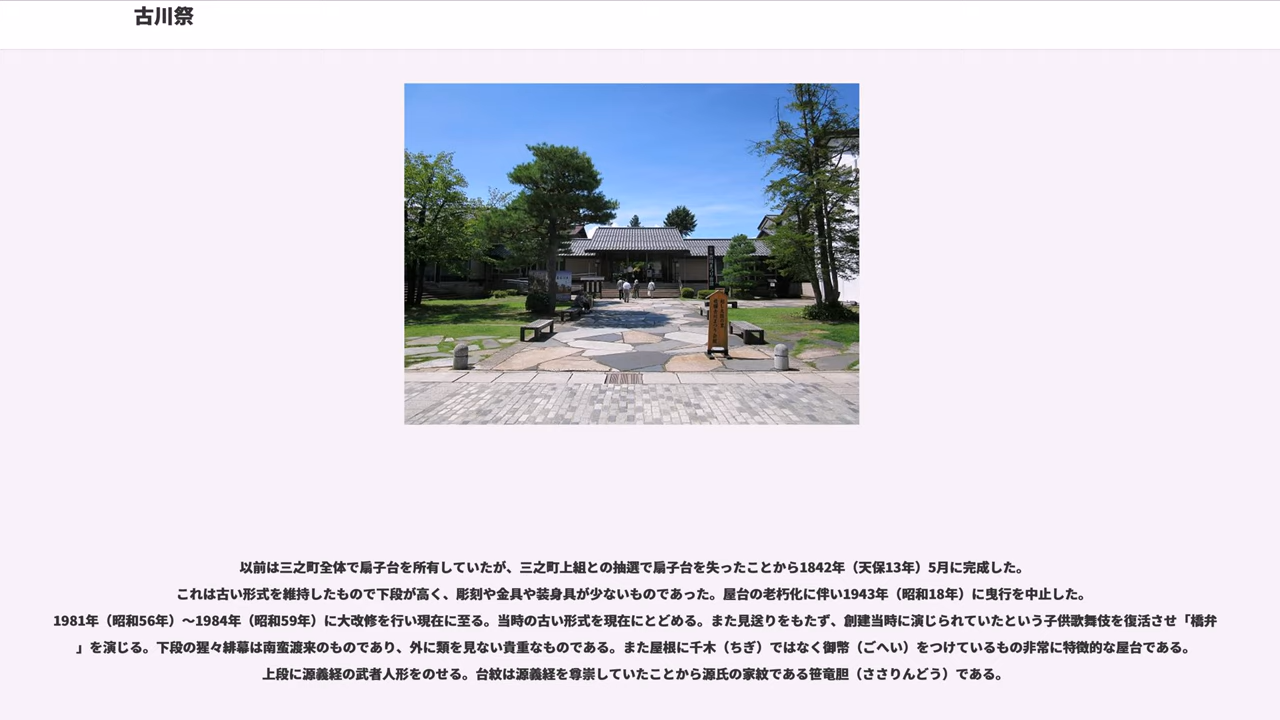 古川祭
以前は三之町全体で扇子台を所有していたが、三之町上組との抽選で扇子台を失ったことから1842年（天保13年）5月に完成した。
これは古い形式を維持したもので下段が高く、彫刻や金具や装身具が少ないものであった。屋台の老朽化に伴い1943年（昭和18年）に曳行を中止した。
1981年（昭和56年）〜1984年（昭和59年）に大改修を行い現在に至る。当時の古い形式を現在にとどめる。また見送りをもたず、創建当時に演じられていたという子供歌舞伎を復活させ「橋弁
」を演じる。下段の猩々緋幕は南蛮渡来のものであり、外に類を見ない貴重なものである。また屋根に千木（ちぎ）ではなく御幣（ごへい）をつけているもの非常に特徴的な屋台である。
上段に源義経の武者人形をのせる。台紋は源義経を尊崇していたことから源氏の家紋である笹竜胆（ささりんどう）である。